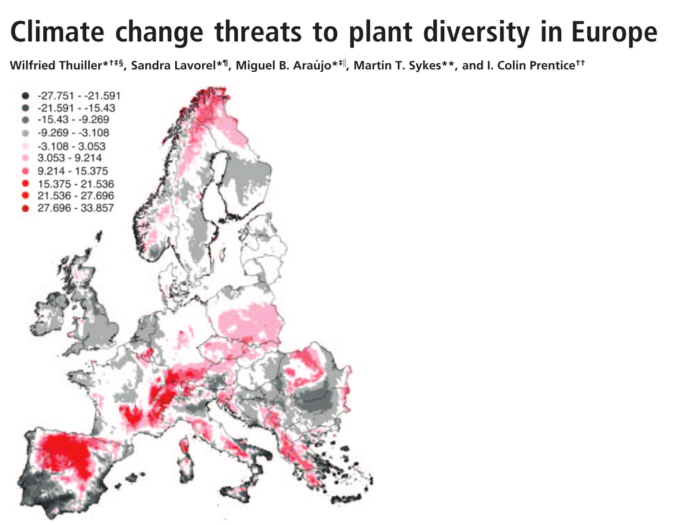 Climate change threats to plant diversity in Europe
Wilfried Thuiller*†‡§, Sandra Lavorel*¶, Miguel B. Araújo*‡‖, Martin T. Sykes**, and I. Colin Prentice††
-27.751 - -21.591
-21.591 - -15.43
-15.43 - -9.269
-9.269 - -3.108
-3.108 - 3.053
3.053 - 9.214
9.214 - 15.375
15.375 - 21.536
21.536 - 27.696
27.696 - 33.857